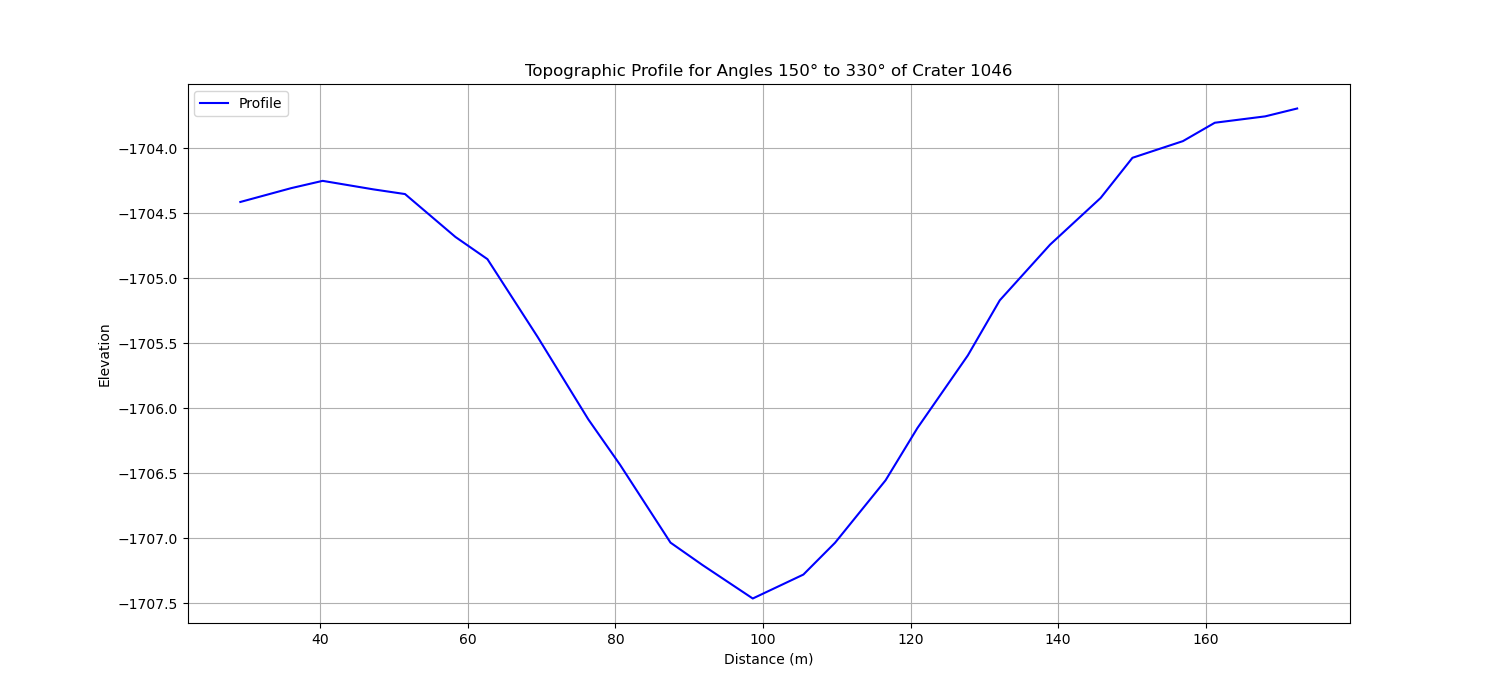 Topographic Profile for Angles 150° to 330° of Crater 1046
Profile
−1704.0
−1704.5
−1705.0
−1705.5
−1706.0
−1706.5
−1707.0
−1707.5
Elevation
40 60 80 100 120 140 160
Distance (m)